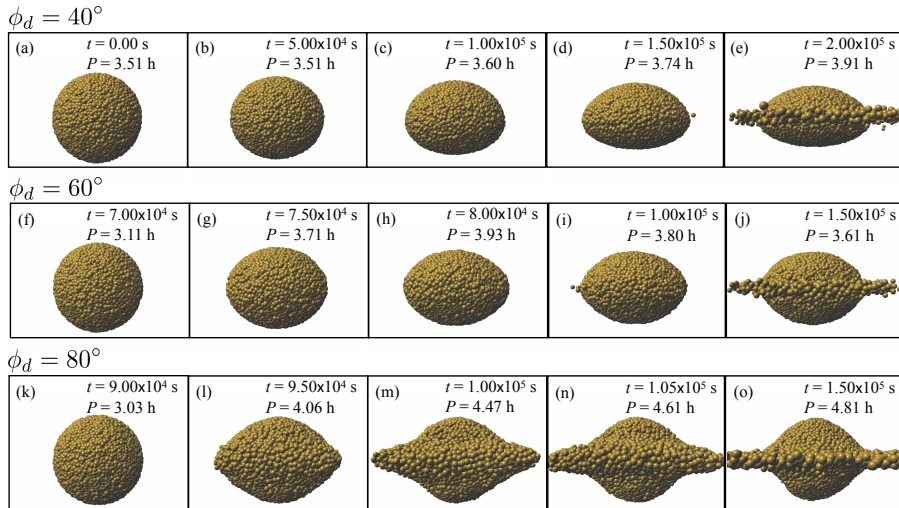 ϕ_d = 40°
(a) t = 0.00 s
P = 3.51 h
(b) t = 5.00x10⁴ s
P = 3.51 h
(c) t = 1.00x10⁵ s
P = 3.60 h
(d) t = 1.50x10⁵ s
P = 3.74 h
(e) t = 2.00x10⁵ s
P = 3.91 h
ϕ_d = 60°
(f) t = 7.00x10⁴ s
P = 3.11 h
(g) t = 7.50x10⁴ s
P = 3.71 h
(h) t = 8.00x10⁴ s
P = 3.93 h
(i) t = 1.00x10⁵ s
P = 3.80 h
(j) t = 1.50x10⁵ s
P = 3.61 h
ϕ_d = 80°
(k) t = 9.00x10⁴ s
P = 3.03 h
(l) t = 9.50x10⁴ s
P = 4.06 h
(m) t = 1.00x10⁵ s
P = 4.47 h
(n) t = 1.05x10⁵ s
P = 4.61 h
(o) t = 1.50x10⁵ s
P = 4.81 h